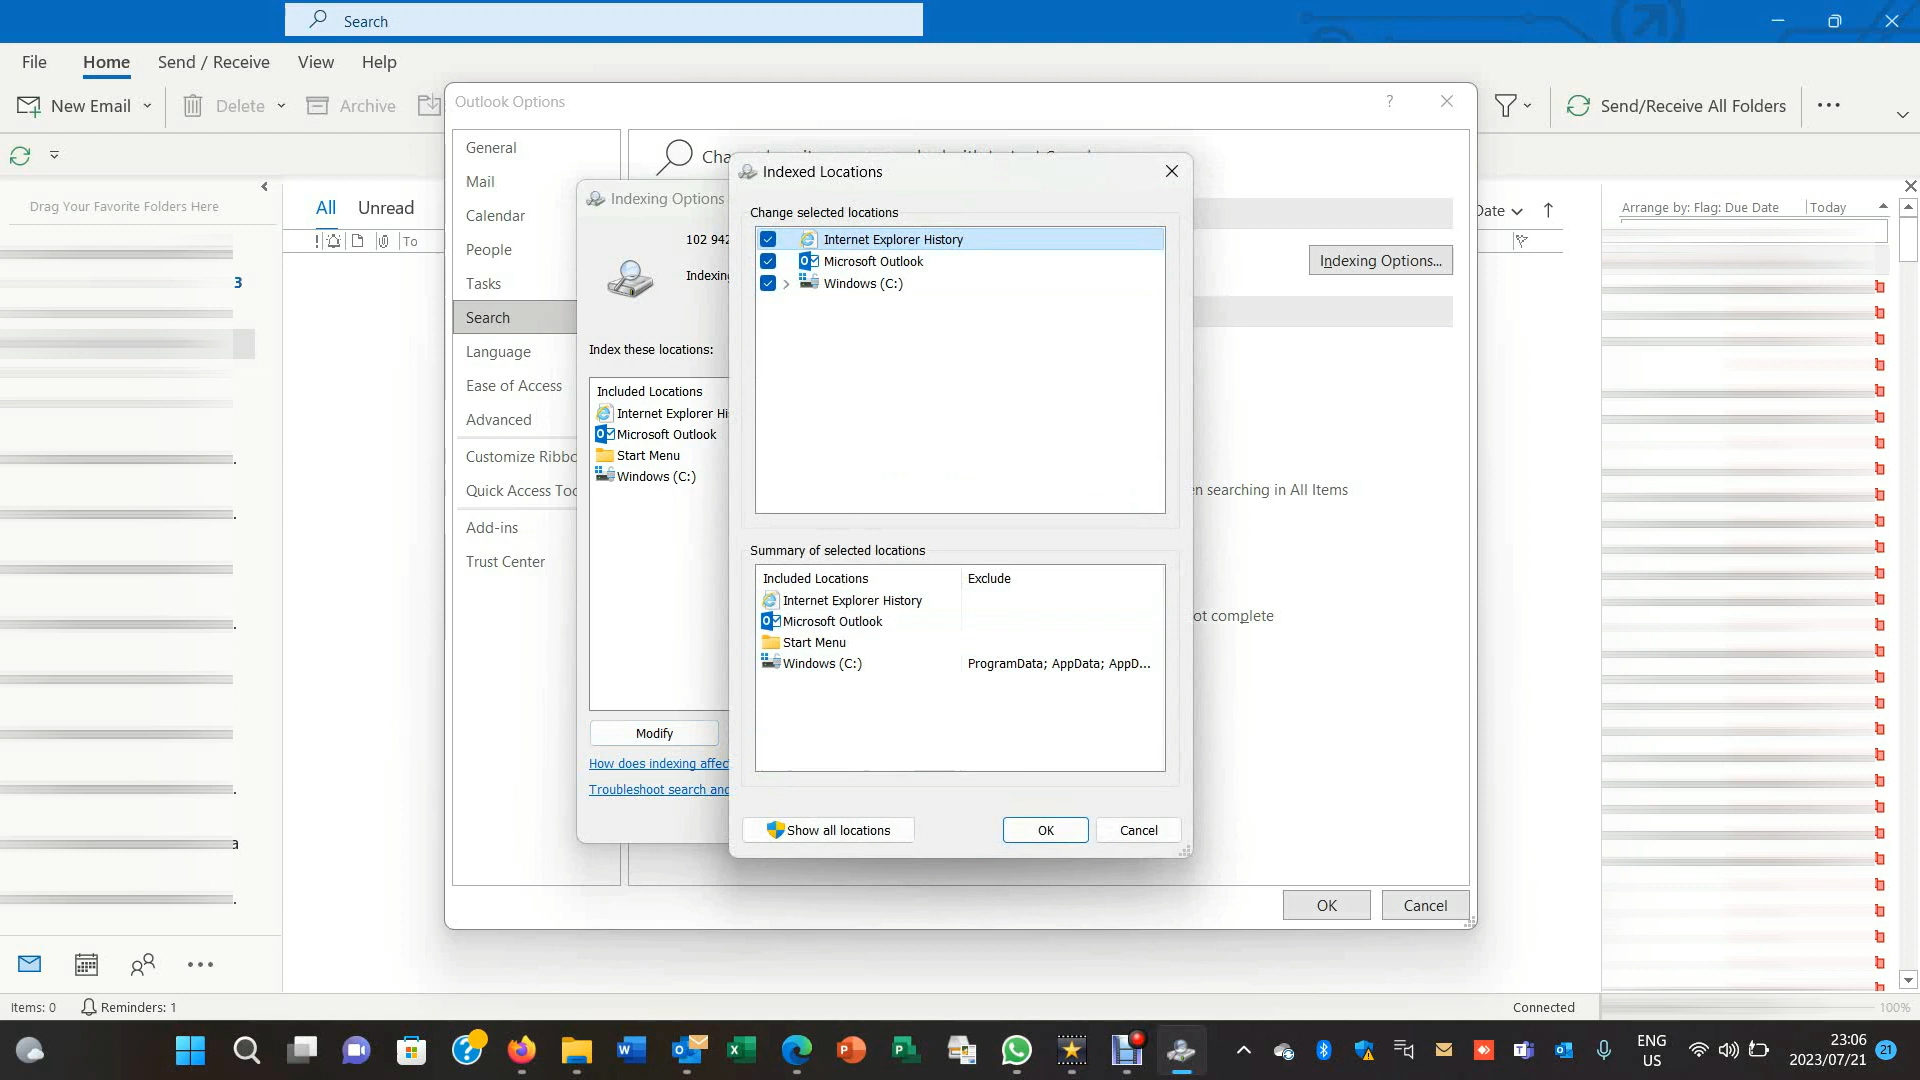 Search
File Home Send / Receive View Help
New Email Delete Archive
Send/Receive All Folders
Outlook Options
?
General
Mail
Calendar
People
Tasks
Search
Language
Ease of Access
Advanced
Customize Ribbo
Quick Access Too
Add-ins
Trust Center
Drag Your Favorite Folders Here
3
All Unread
To
Date
Arrange by: Flag: Due Date Today
Indexing Options...
en searching in All Items
ot complete
OK Cancel
Indexing Options
102 942
Indexing
Index these locations:
Included Locations
Internet Explorer Hi
Microsoft Outlook
Start Menu
Windows (C:)
Modify
How does indexing affec
Troubleshoot search and
Indexed Locations
Change selected locations
Internet Explorer History
Microsoft Outlook
Windows (C:)
Summary of selected locations
Included Locations Exclude
Internet Explorer History
Microsoft Outlook
Start Menu
Windows (C:) ProgramData; AppData; AppD...
Show all locations OK Cancel
Items: 0 Reminders: 1
Connected
100%
ENG
US
23:06
2023/07/21
21